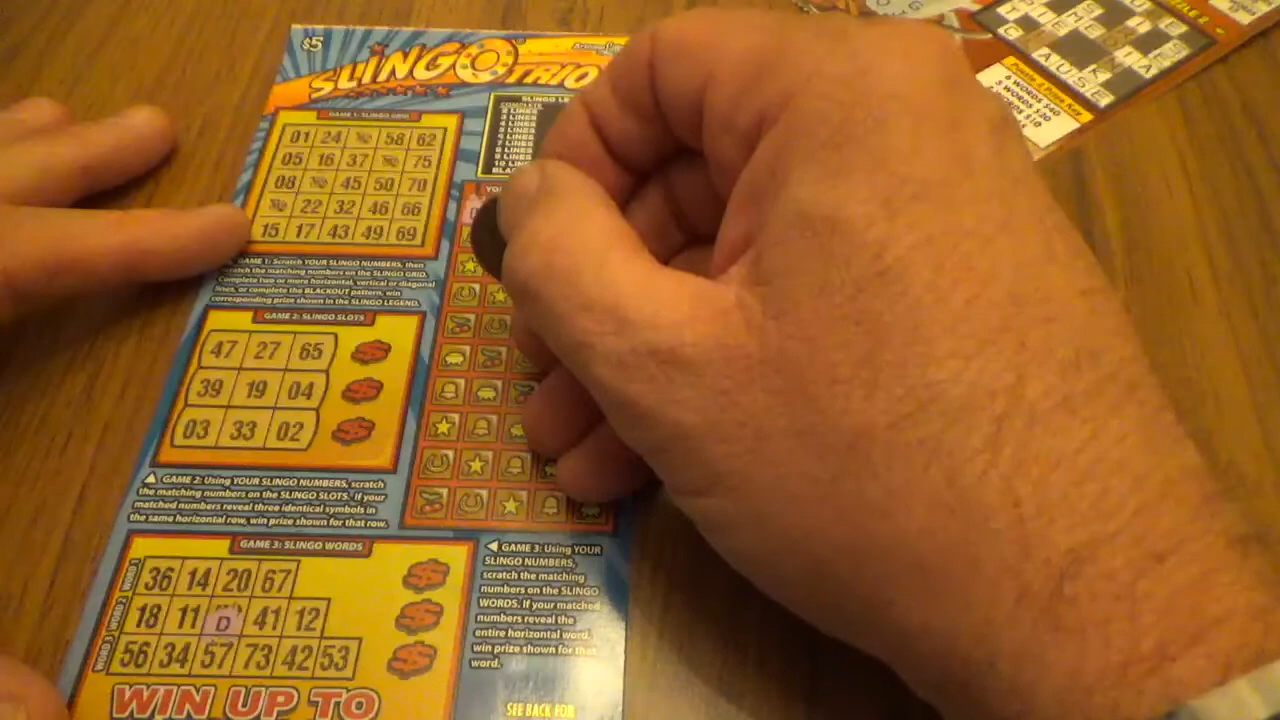 $5
SLINGO TRIO
GAME 1: SLINGO GRID
01 24 58 62
05 16 37 75
08 45 50 70
22 32 46 66
15 17 43 49 69
COMPLETE
2 LINES
3 LINES
4 LINES
5 LINES
6 LINES
7 LINES
8 LINES
9 LINES
GAME 1: Scratch YOUR SLINGO NUMBERS, then
scratch the matching numbers on the SLINGO GRID.
Complete two or more horizontal, vertical or diagonal
lines, or complete the BLACKOUT pattern, win
corresponding prize shown in the SLINGO LEGEND.
GAME 2: SLINGO SLOTS
47 27 65 $
39 19 04 $
03 33 02 $
GAME 2: Using YOUR SLINGO NUMBERS, scratch
the matching numbers on the SLINGO SLOTS. If your
matched numbers reveal three identical symbols in
the same horizontal row, win prize shown for that row.
GAME 3: SLINGO WORDS
WORD 1 36 14 20 67 $
WORD 2 18 11 D 41 12 $
WORD 3 56 34 57 73 42 53 $
GAME 3: Using YOUR
SLINGO NUMBERS,
scratch the matching
numbers on the SLINGO
WORDS. If your matched
numbers reveal the
entire horizontal word,
win prize shown for that
word.
WIN UP TO
SEE BACK FOR
CAUSE
Puzzle 2 Prize Key
6 WORDS $40
5 WORDS $20
$10